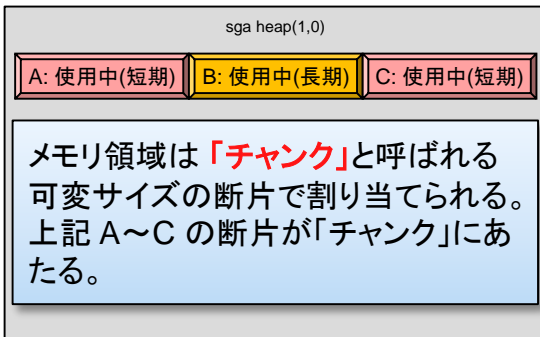 sga heap(1,0)
A: 使用中(短期) B: 使用中(長期) C: 使用中(短期)
メモリ領域は「チャンク」と呼ばれる
可変サイズの断片で割り当てられる。
上記 A～C の断片が「チャンク」にあ
たる。